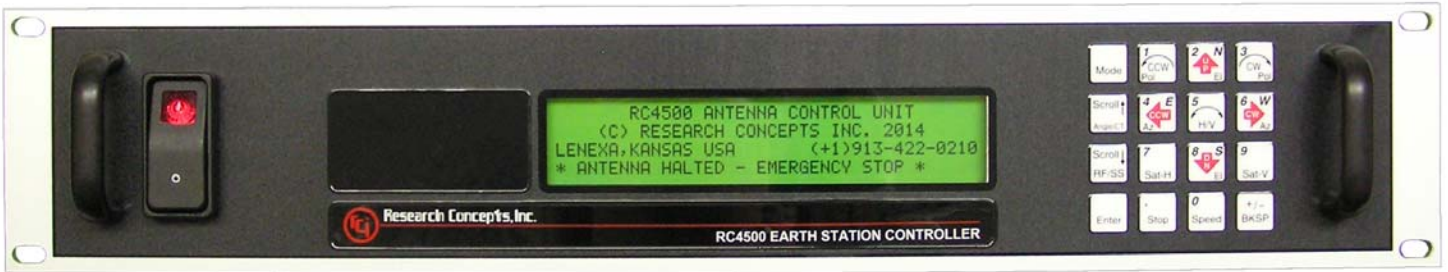 RC4500 ANTENNA CONTROL UNIT
(C) RESEARCH CONCEPTS INC. 2014
LENEXA,KANSAS USA (+1)913-422-0210
* ANTENNA HALTED - EMERGENCY STOP *
rci Research Concepts, Inc.
RC4500 EARTH STATION CONTROLLER
Mode
1 CCW Pol
2 N UP El
3 CW Pol
Scroll
4 E CCW Az
5 H/V
6 W CW Az
Scroll RF/SS
7 Sat-H
8 S DN El
9 Sat-V
Enter
. Stop
0 Speed
+/- BKSP